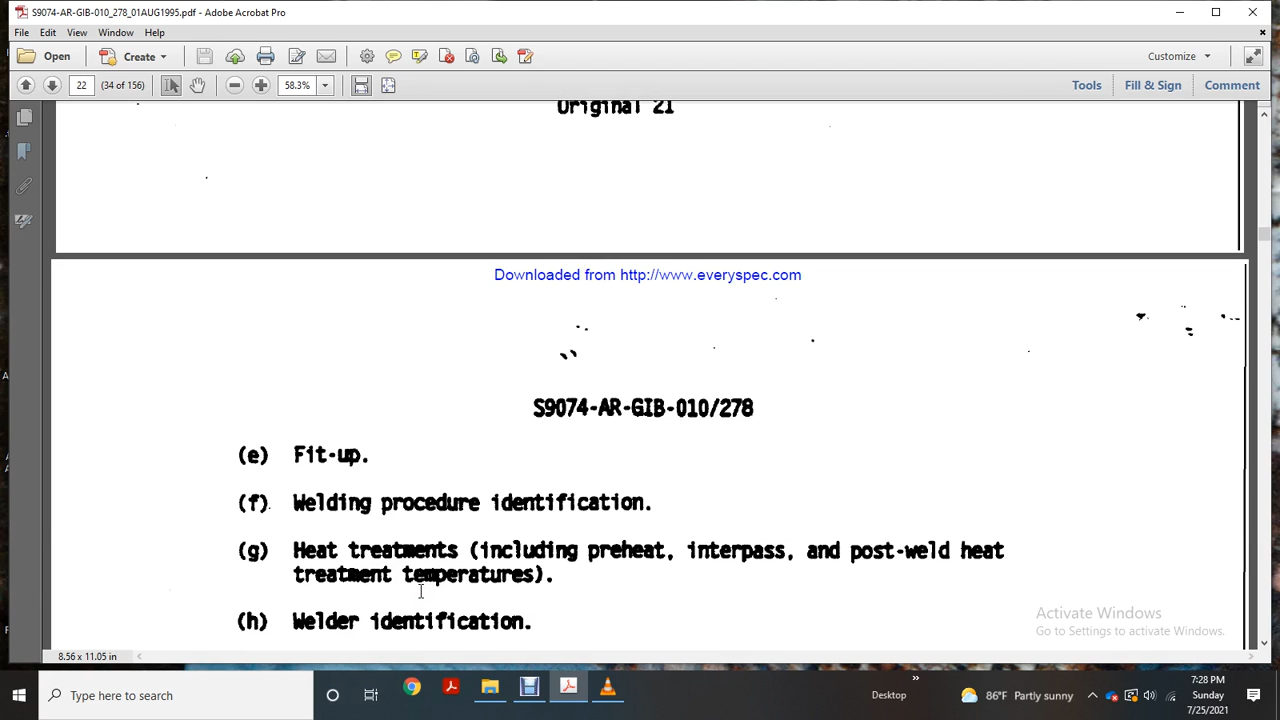 S9074-AR-GIB-010_278_01AUG1995.pdf - Adobe Acrobat Pro
File Edit View Window Help
Open Create Customize
22 (34 of 156) 58.3% Tools Fill & Sign Comment
Original 21
Downloaded from http://www.everyspec.com
S9074-AR-GIB-010/278
(e) Fit-up.
(f) Welding procedure identification.
(g) Heat treatments (including preheat, interpass, and post-weld heat
treatment temperatures).
(h) Welder identification.
Activate Windows
Go to Settings to activate Windows.
8.56 x 11.05 in
Type here to search
Desktop
86°F Partly sunny
7:28 PM
Sunday
7/25/2021